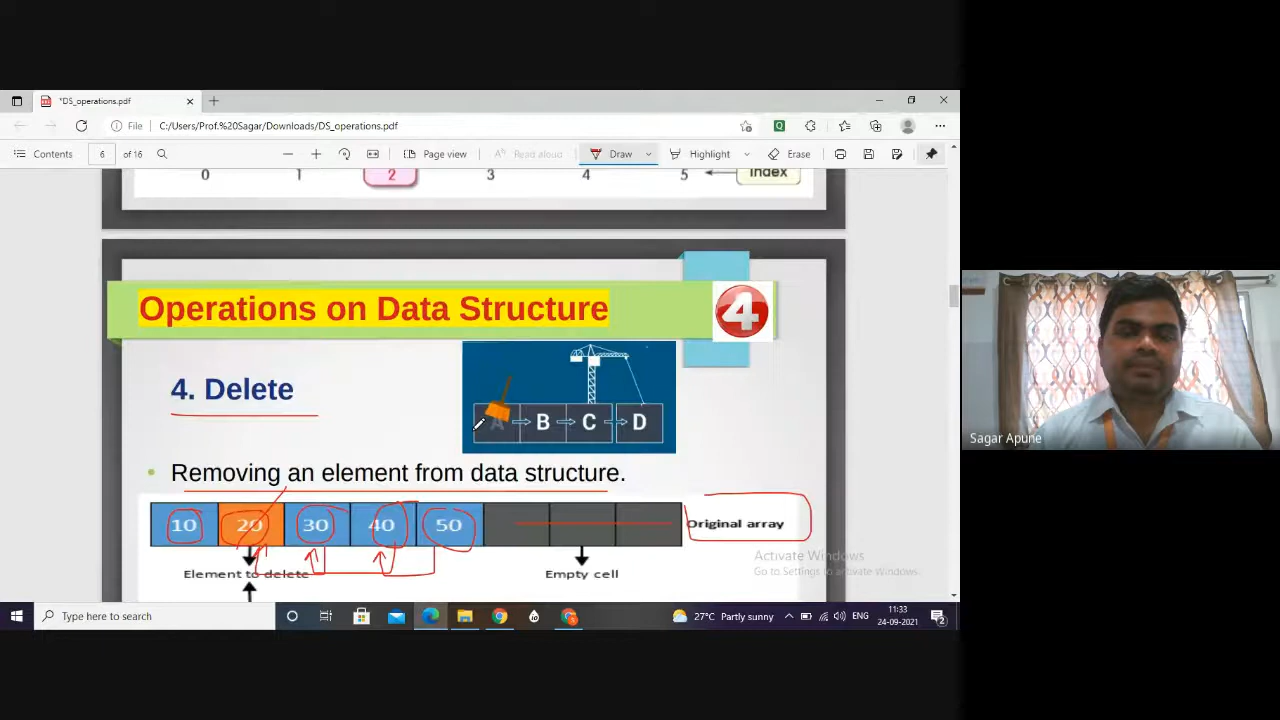 *DS_operations.pdf
File
C:/Users/Prof.%20Sagar/Downloads/DS_operations.pdf
Contents
6
of 16
Page view
Read aloud
Draw
Highlight
Erase
0 1 2 3 4 5 Index
Operations on Data Structure
4
4. Delete
A B C D
Removing an element from data structure.
10 20 30 40 50
Original array
Element to delete
Empty cell
Activate Windows
Go to Settings to activate Windows.
Sagar Apune
Type here to search
27°C Partly sunny
ENG
11:33
24-09-2021
2